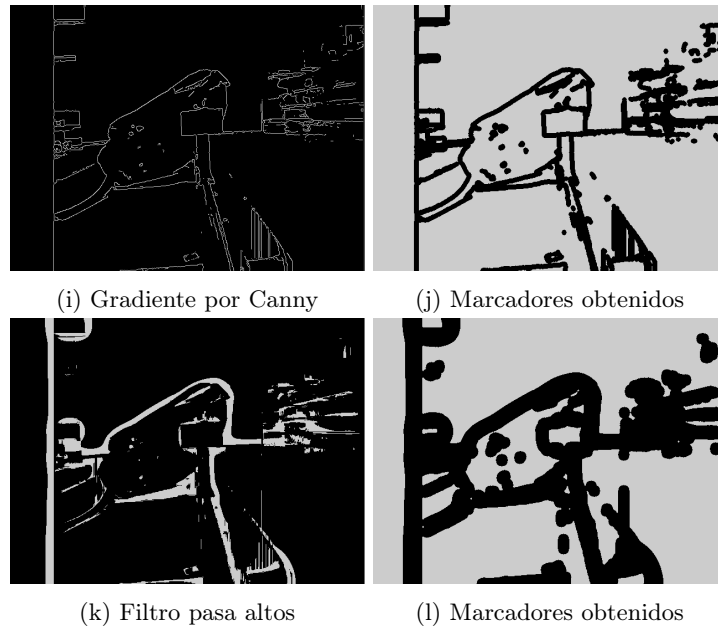 (i) Gradiente por Canny
(j) Marcadores obtenidos
(k) Filtro pasa altos
(l) Marcadores obtenidos